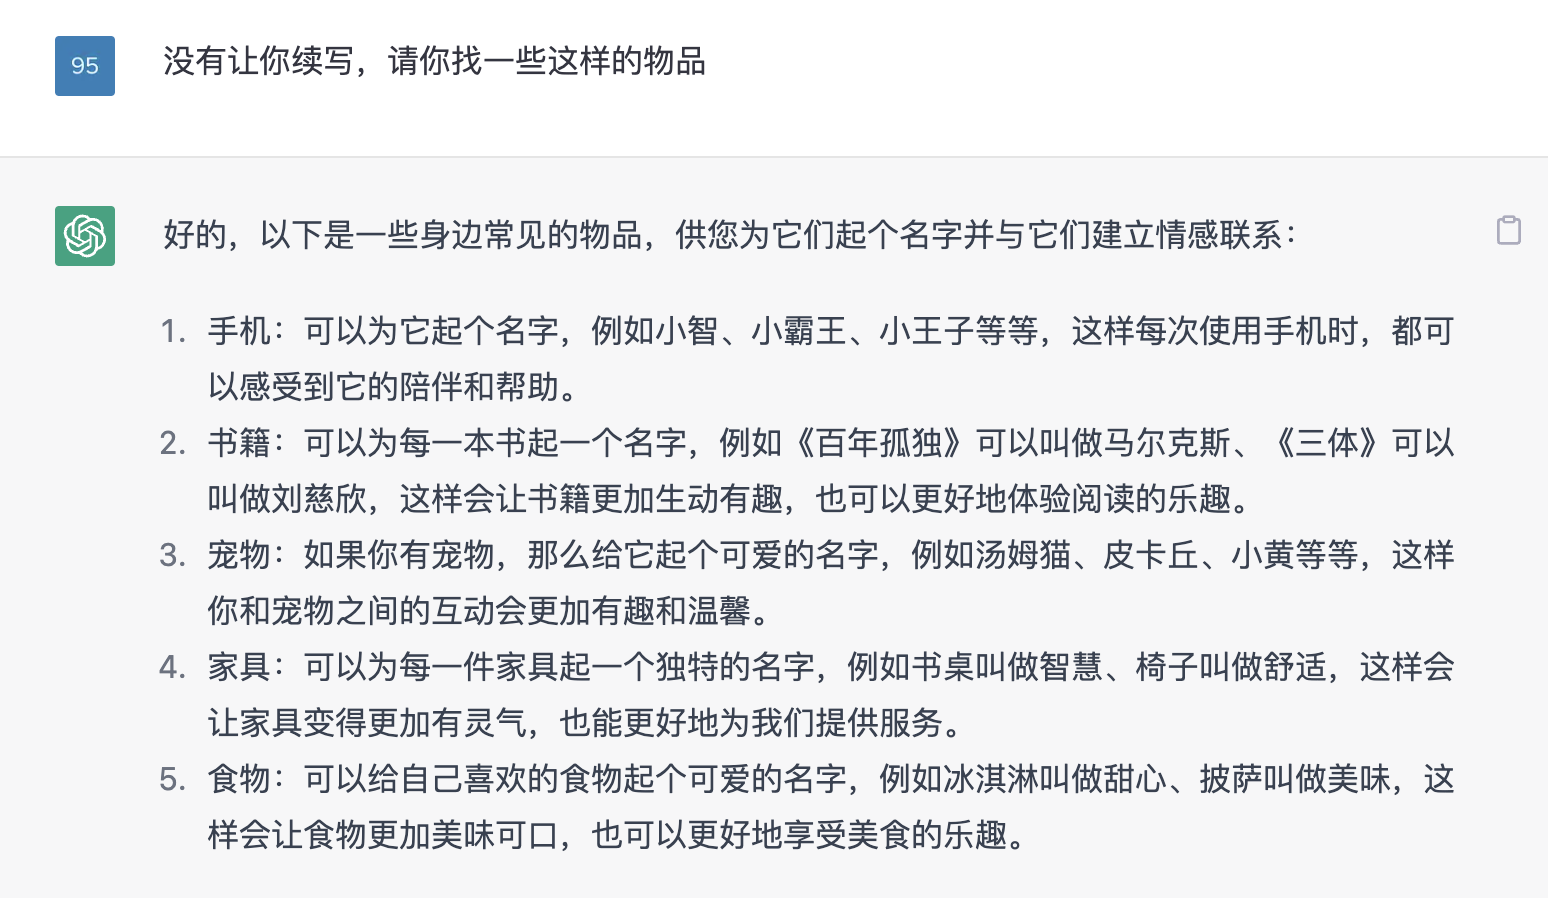 95
没有让你续写，请你找一些这样的物品
好的，以下是一些身边常见的物品，供您为它们起个名字并与它们建立情感联系：
1. 手机：可以为它起个名字，例如小智、小霸王、小王子等等，这样每次使用手机时，都可
以感受到它的陪伴和帮助。
2. 书籍：可以为每一本书起一个名字，例如《百年孤独》可以叫做马尔克斯、《三体》可以
叫做刘慈欣，这样会让书籍更加生动有趣，也可以更好地体验阅读的乐趣。
3. 宠物：如果你有宠物，那么给它起个可爱的名字，例如汤姆猫、皮卡丘、小黄等等，这样
你和宠物之间的互动会更加有趣和温馨。
4. 家具：可以为每一件家具起一个独特的名字，例如书桌叫做智慧、椅子叫做舒适，这样会
让家具变得更加有灵气，也能更好地为我们提供服务。
5. 食物：可以给自己喜欢的食物起个可爱的名字，例如冰淇淋叫做甜心、披萨叫做美味，这
样会让食物更加美味可口，也可以更好地享受美食的乐趣。